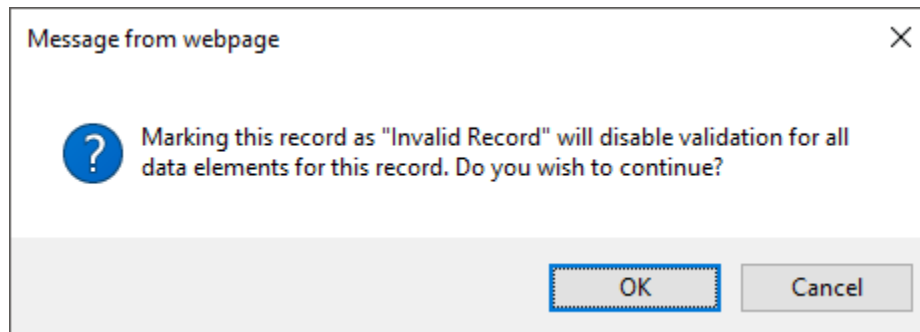 Message from webpage
Marking this record as "Invalid Record" will disable validation for all
data elements for this record. Do you wish to continue?
OK
Cancel